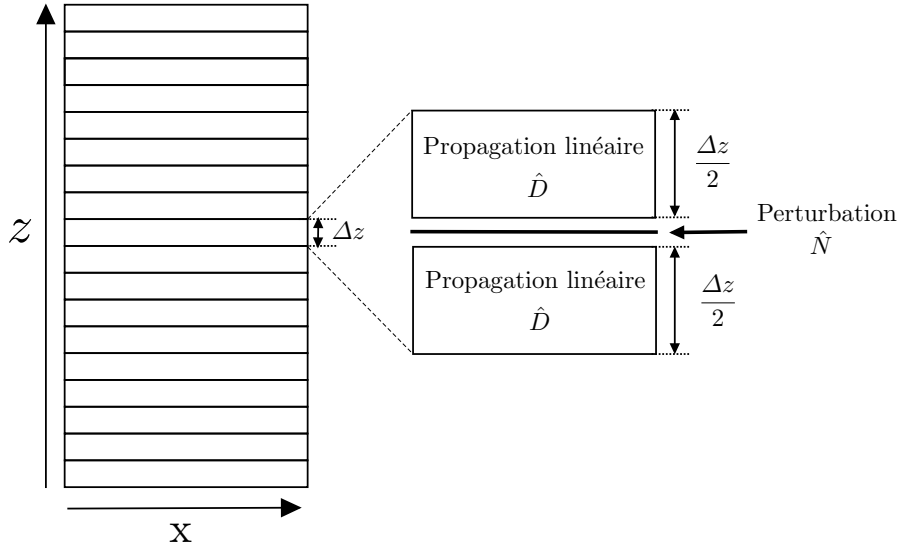 z
x
Δz
Propagation linéaire
D̂
Δz
2
Perturbation
N̂
Propagation linéaire
D̂
Δz
2